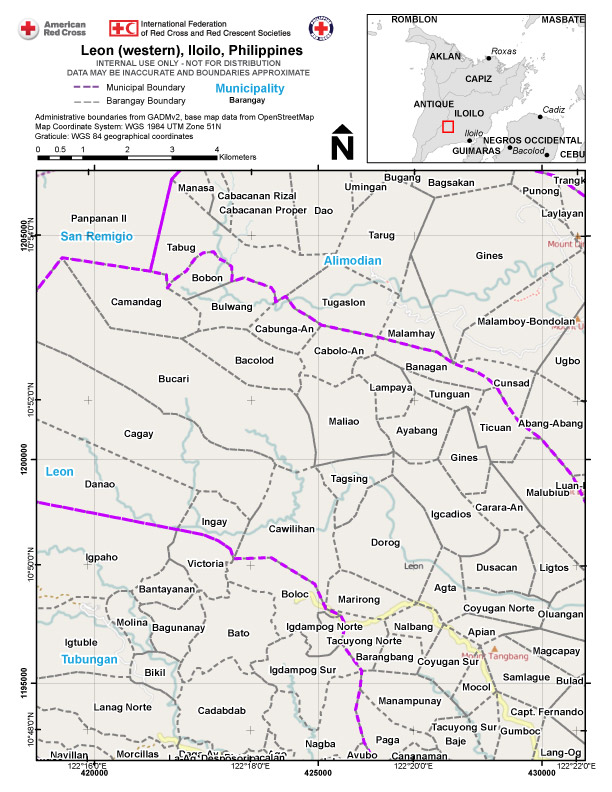 American
Red Cross
International Federation
of Red Cross and Red Crescent Societies
Leon (western), Iloilo, Philippines
INTERNAL USE ONLY - NOT FOR DISTRIBUTION
DATA MAY BE INACCURATE AND BOUNDARIES APPROXIMATE
Municipal Boundary
Municipality
Barangay Boundary
Barangay
Administrative boundaries from GADMv2, base map data from OpenStreetMap
Map Coordinate System: WGS 1984 UTM Zone 51N
Graticule: WGS 84 geographical coordinates
0 0.5 1 2 3 4
Kilometers
N
ROMBLON
MASBATE
Roxas
AKLAN
CAPIZ
ANTIQUE
ILOILO
Cadiz
Iloilo
NEGROS OCCIDENTAL
GUIMARAS
Bacolod
CEBU
Bugang
Bagsakan
Trangk
Manasa
Umingan
Punong
Cabacanan Rizal
Cabacanan Proper
Dao
Laylayan
Panpanan II
San Remigio
Tarug
Tabug
Gines
Alimodian
Bobon
Camandag
Bulwang
Tugaslon
Malamboy-Bondolan
Cabunga-An
Malamhay
Cabolo-An
Bacolod
Banagan
Ugbo
Bucari
Lampaya
Tunguan
Cunsad
Maliao
Ayabang
Ticuan
Abang-Abang
Cagay
Gines
Leon
Danao
Tagsing
Malublub
Carara-An
Igcadios
Ingay
Cawilihan
Dorog
Igpaho
Victoria
Leon
Dusacan
Ligtos
Bantayanan
Boloc
Marirong
Agta
Coyugan Norte
Oluangan
Molina
Bagunanay
Bato
Igdampog Norte
Nalbang
Apian
Igtuble
Tacuyong Norte
Magcapay
Tubungan
Barangbang
Coyugan Sur
Mount Tangbang
Bikil
Igdampog Sur
Samlague
Bulad
Mocol
Lanag Norte
Cadabdab
Manampunay
Capt. Fernando
Tacuyong Sur
Gumboc
Nagba
Paga
Baje
Navillan
Morcillas
Avubo
Canamanan
Lang-Og
1205000
1200000
1195000
10°52'0"N
10°50'0"N
10°48'0"N
122°16'0"E
122°18'0"E
122°20'0"E
122°22'0"E
420000
425000
430000